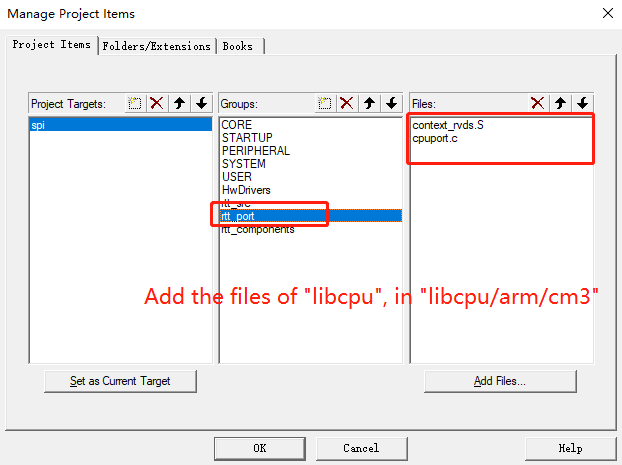 Manage Project Items
Project Items
Folders/Extensions
Books
Project Targets:
Groups:
Files:
spi
CORE
STARTUP
PERIPHERAL
SYSTEM
USER
HwDrivers
rtt_src
rtt_port
rtt_components
context_rvds.S
cpuport.c
Add the files of "libcpu", in "libcpu/arm/cm3"
Set as Current Target
Add Files...
OK
Cancel
Help